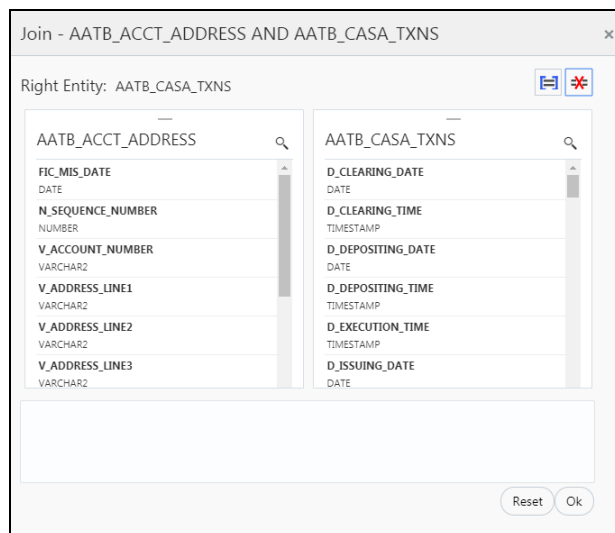 Join - AATB_ACCT_ADDRESS AND AATB_CASA_TXNS
Right Entity: AATB_CASA_TXNS
AATB_ACCT_ADDRESS
FIC_MIS_DATE
DATE
N_SEQUENCE_NUMBER
NUMBER
V_ACCOUNT_NUMBER
VARCHAR2
V_ADDRESS_LINE1
VARCHAR2
V_ADDRESS_LINE2
VARCHAR2
V_ADDRESS_LINE3
VARCHAR2
AATB_CASA_TXNS
D_CLEARING_DATE
DATE
D_CLEARING_TIME
TIMESTAMP
D_DEPOSITING_DATE
DATE
D_DEPOSITING_TIME
TIMESTAMP
D_EXECUTION_TIME
TIMESTAMP
D_ISSUING_DATE
DATE
Reset Ok